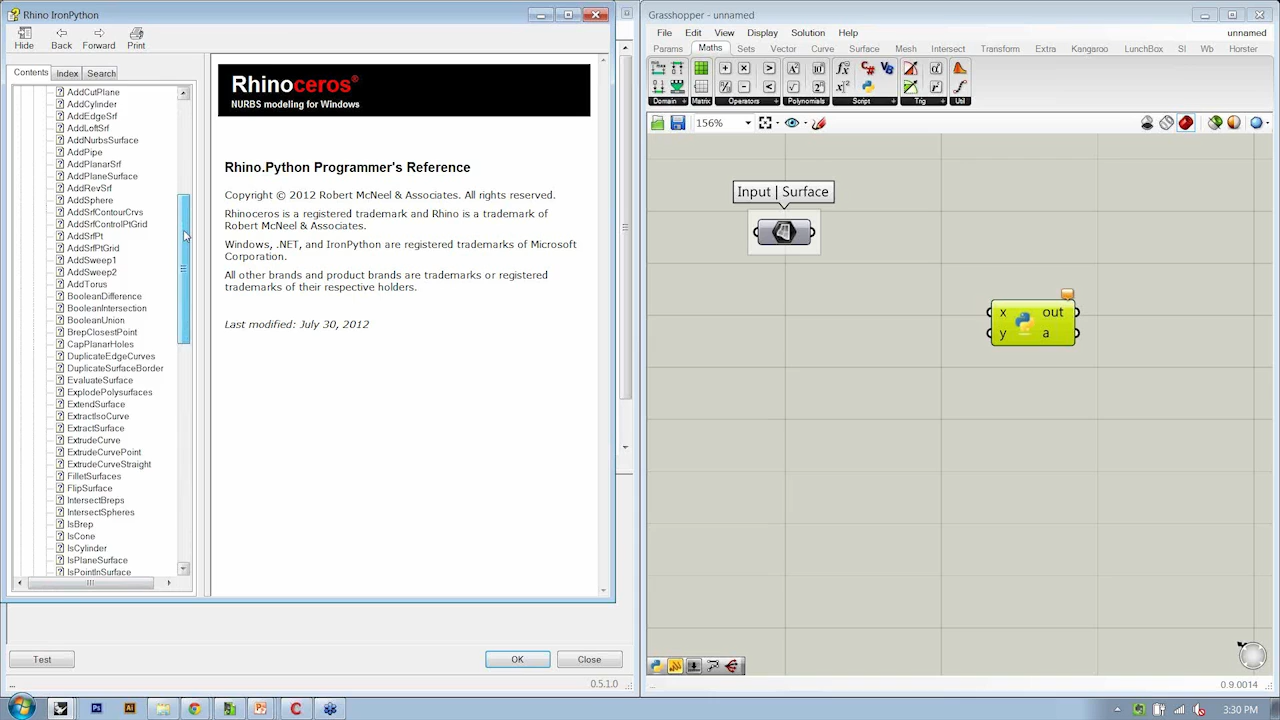 Rhino IronPython
Hide
Back
Forward
Print
Contents
Index
Search
AddCutPlane
AddCylinder
AddEdgeSrf
AddLoftSrf
AddNurbsSurface
AddPipe
AddPlanarSrf
AddPlaneSurface
AddRevSrf
AddSphere
AddSrfContourCrvs
AddSrfControlPtGrid
AddSrfPt
AddSrfPtGrid
AddSweep1
AddSweep2
AddTorus
BooleanDifference
BooleanIntersection
BooleanUnion
BrepClosestPoint
CapPlanarHoles
DuplicateEdgeCurves
DuplicateSurfaceBorder
EvaluateSurface
ExplodePolysurfaces
ExtendSurface
ExtractIsoCurve
ExtractSurface
ExtrudeCurve
ExtrudeCurvePoint
ExtrudeCurveStraight
FilletSurfaces
FlipSurface
IntersectBreps
IntersectSpheres
IsBrep
IsCone
IsCylinder
IsPlaneSurface
IsPointInSurface
Rhinoceros®
NURBS modeling for Windows
Rhino.Python Programmer's Reference
Copyright © 2012 Robert McNeel & Associates. All rights reserved.
Rhinoceros is a registered trademark and Rhino is a trademark of
Robert McNeel & Associates.
Windows, .NET, and IronPython are registered trademarks of Microsoft
Corporation.
All other brands and product brands are trademarks or registered
trademarks of their respective holders.
Last modified: July 30, 2012
Test
OK
Close
...
0.5.1.0
Grasshopper - unnamed
File Edit View Display Solution Help
unnamed
Params Maths Sets Vector Curve Surface Mesh Intersect Transform Extra Kangaroo LunchBox SI Wb Horster
Domain + Matrix Operators + Polynomials Script + Trig + Util
156%
Input | Surface
x out
y a
...
0.9.0014
3:30 PM